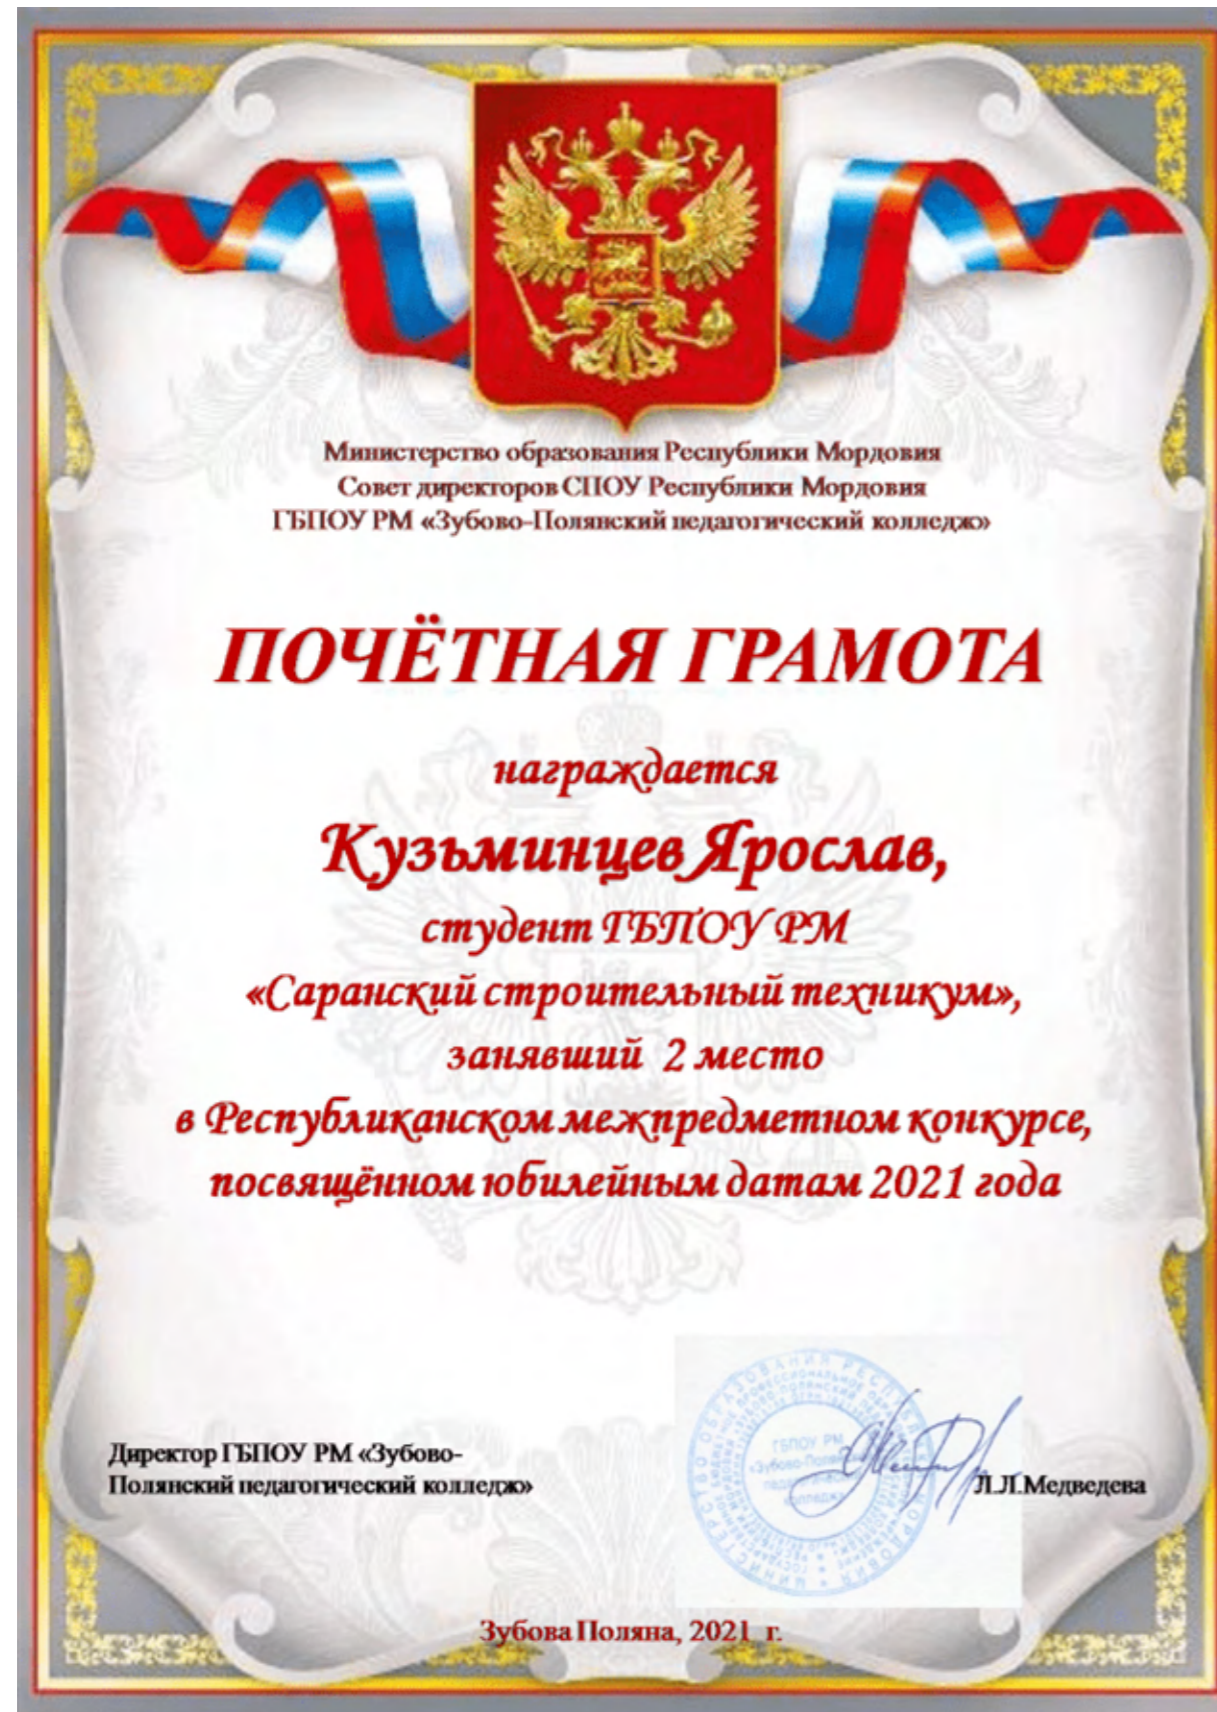 Министерство образования Республики Мордовия
Совет директоров СПОУ Республики Мордовия
ГБПОУ РМ «Зубово-Полянский педагогический колледж»
ПОЧЁТНАЯ ГРАМОТА
награждается
Кузьминцев Ярослав,
студент ГБПОУ РМ
«Саранский строительный техникум»,
занявший 2 место
в Республиканском межпредметном конкурсе,
посвящённом юбилейным датам 2021 года
Директор ГБПОУ РМ «Зубово-
Полянский педагогический колледж»
ГБПОУ РМ
Л.Л.Медведева
Зубова Поляна, 2021 г.